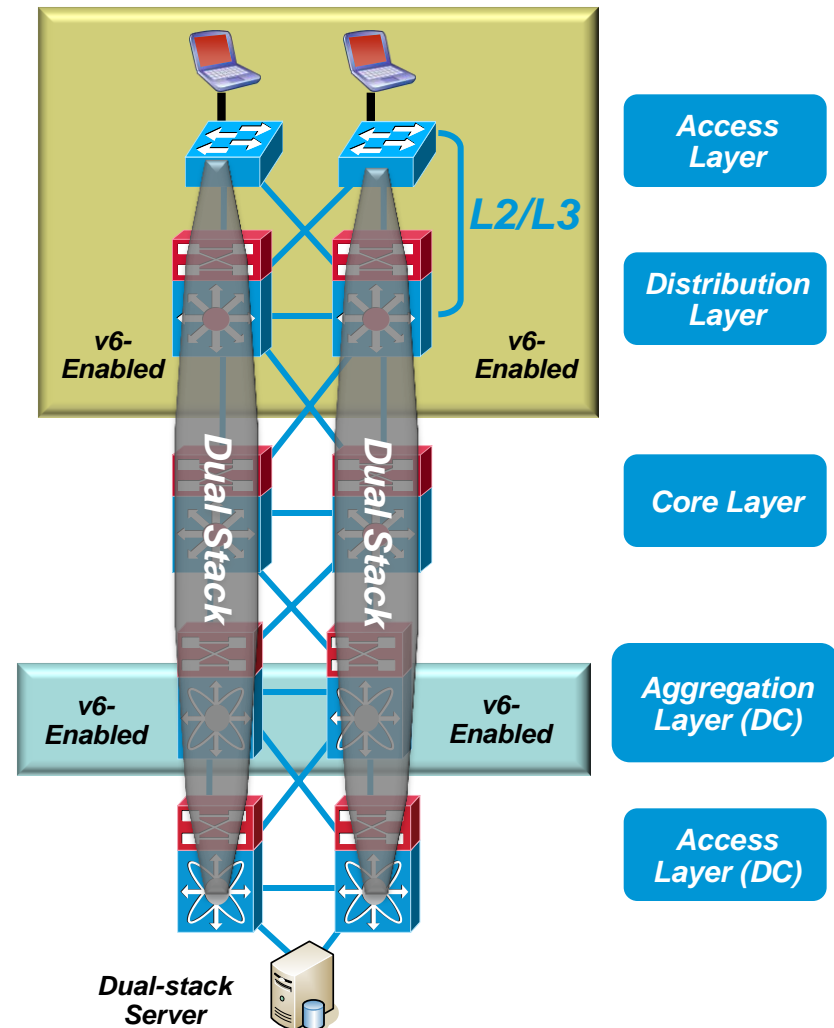 Access
Layer
L2/L3
Distribution
Layer
v6-
Enabled
v6-
Enabled
Dual Stack
Dual Stack
Core Layer
v6-
Enabled
v6-
Enabled
Aggregation
Layer (DC)
Access
Layer (DC)
Dual-stack
Server